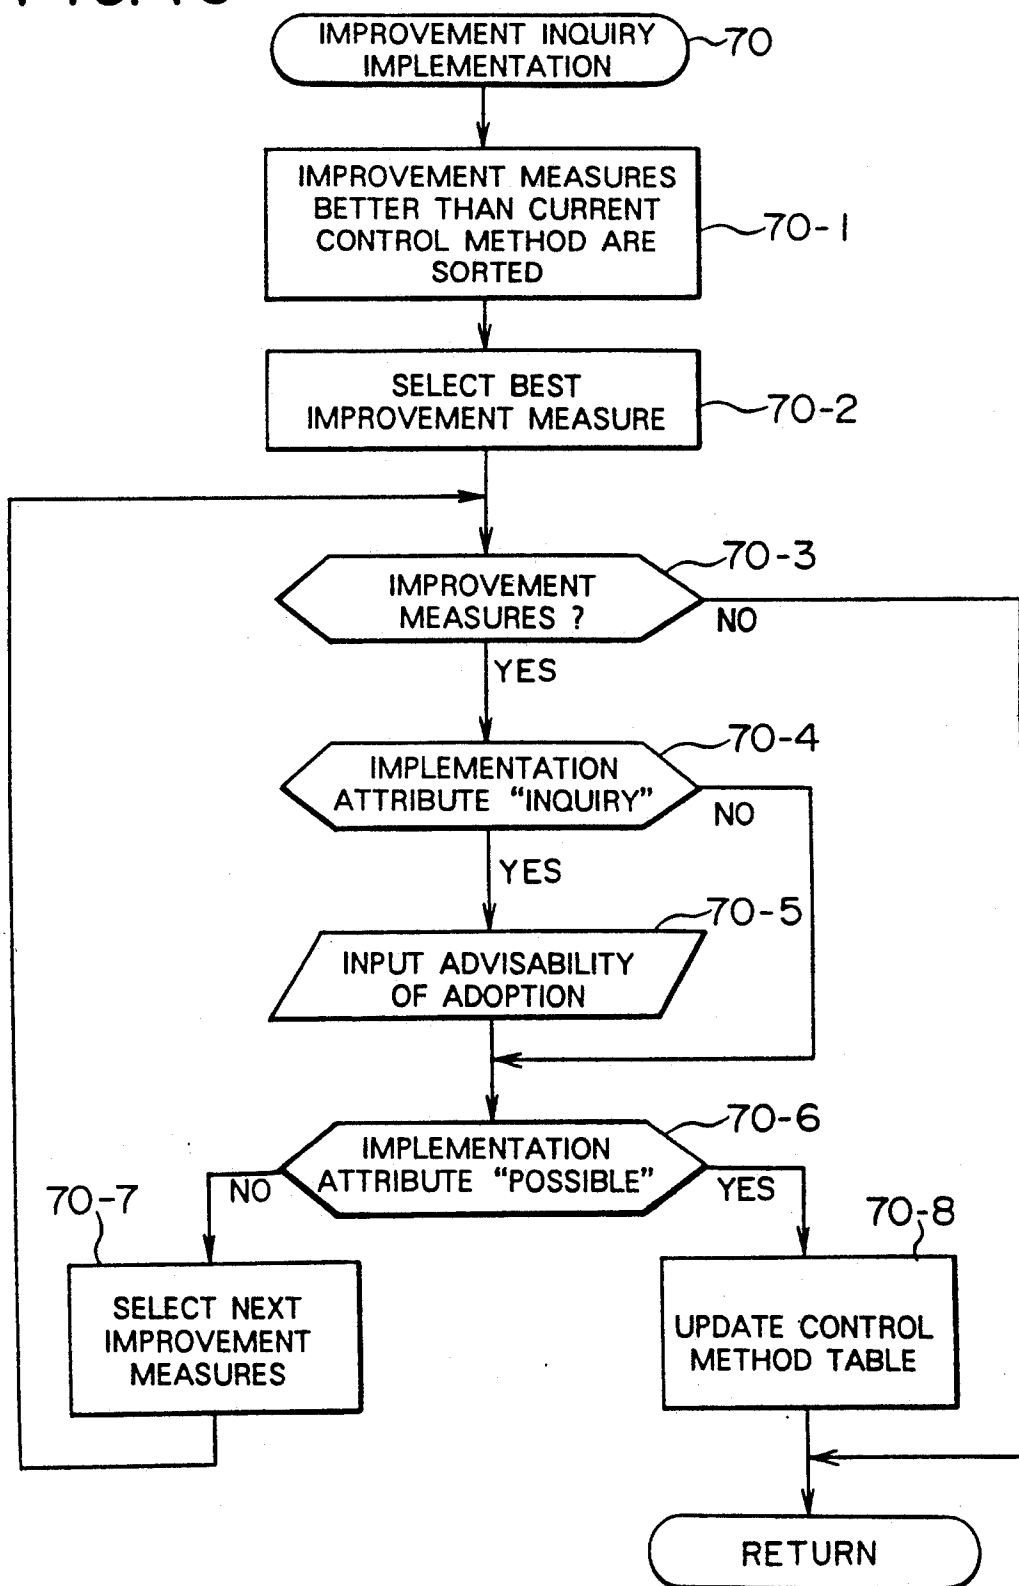 IMPROVEMENT INQUIRY
IMPLEMENTATION
70
IMPROVEMENT MEASURES
BETTER THAN CURRENT
CONTROL METHOD ARE
SORTED
70-1
SELECT BEST
IMPROVEMENT MEASURE
70-2
70-3
IMPROVEMENT
MEASURES ?
NO
YES
70-4
IMPLEMENTATION
ATTRIBUTE "INQUIRY"
NO
YES
70-5
INPUT ADVISABILITY
OF ADOPTION
70-6
IMPLEMENTATION
ATTRIBUTE "POSSIBLE"
NO
YES
70-7
70-8
SELECT NEXT
IMPROVEMENT
MEASURES
UPDATE CONTROL
METHOD TABLE
RETURN